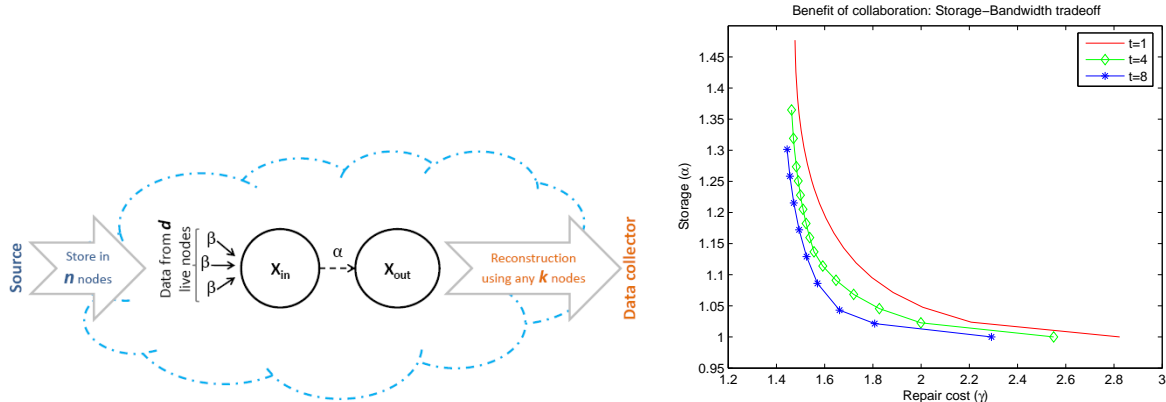 Source
Store in
n nodes
Data from d
live nodes
β
β
β
Xin
α
Xout
Reconstruction
using any k nodes
Data collector
Benefit of collaboration: Storage−Bandwidth tradeoff
t=1
t=4
t=8
Storage (α)
1.45
1.4
1.35
1.3
1.25
1.2
1.15
1.1
1.05
1
0.95
1.2
1.4
1.6
1.8
2
2.2
2.4
2.6
2.8
3
Repair cost (γ)